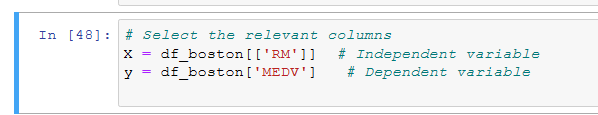 In [48]: # Select the relevant columns
X = df_boston[['RM']]  # Independent variable
y = df_boston['MEDV']   # Dependent variable